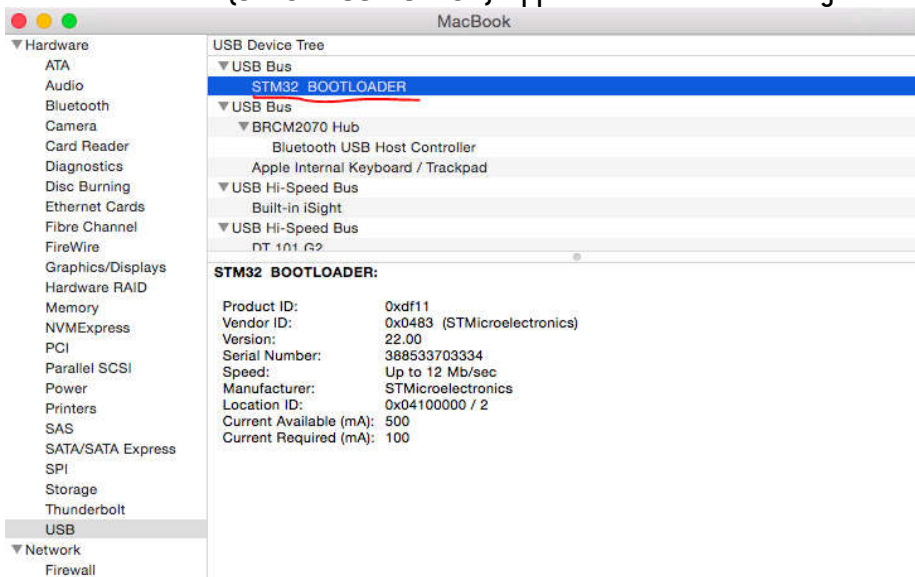 MacBook
Hardware
ATA
Audio
Bluetooth
Camera
Card Reader
Diagnostics
Disc Burning
Ethernet Cards
Fibre Channel
FireWire
Graphics/Displays
Hardware RAID
Memory
NVMExpress
PCI
Parallel SCSI
Power
Printers
SAS
SATA/SATA Express
SPI
Storage
Thunderbolt
USB
Network
Firewall
USB Device Tree
USB Bus
STM32 BOOTLOADER
USB Bus
BRCM2070 Hub
Bluetooth USB Host Controller
Apple Internal Keyboard / Trackpad
USB Hi-Speed Bus
Built-in iSight
USB Hi-Speed Bus
DT 101 G2
STM32 BOOTLOADER:
Product ID: 0xdf11
Vendor ID: 0x0483 (STMicroelectronics)
Version: 22.00
Serial Number: 388533703334
Speed: Up to 12 Mb/sec
Manufacturer: STMicroelectronics
Location ID: 0x04100000 / 2
Current Available (mA): 500
Current Required (mA): 100